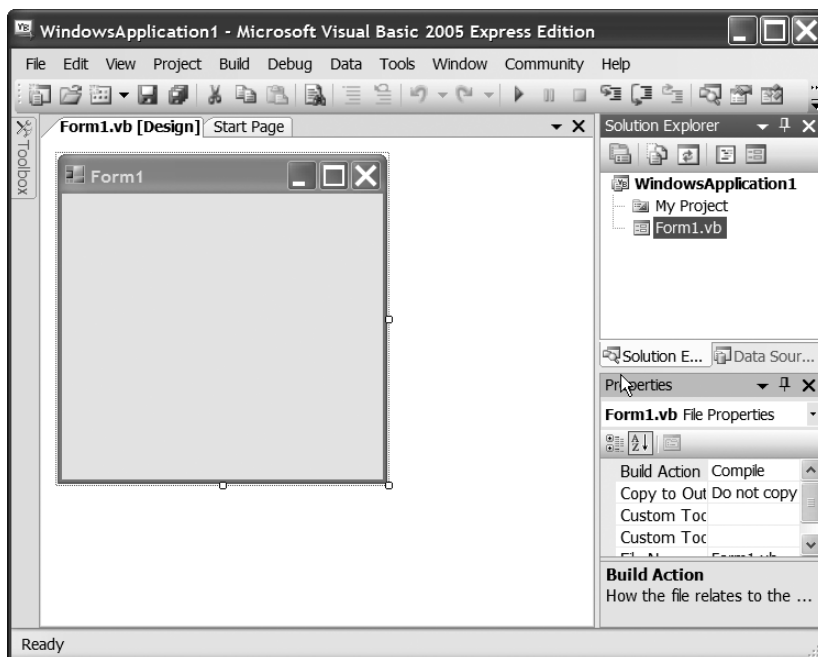 WindowsApplication1 - Microsoft Visual Basic 2005 Express Edition
File Edit View Project Build Debug Data Tools Window Community Help
Toolbox
Form1.vb [Design] Start Page
Form1
Solution Explorer
WindowsApplication1
My Project
Form1.vb
Solution E... Data Sour...
Properties
Form1.vb File Properties
Build Action Compile
Copy to Out Do not copy
Custom Too
Custom Too
Build Action
How the file relates to the ...
Ready